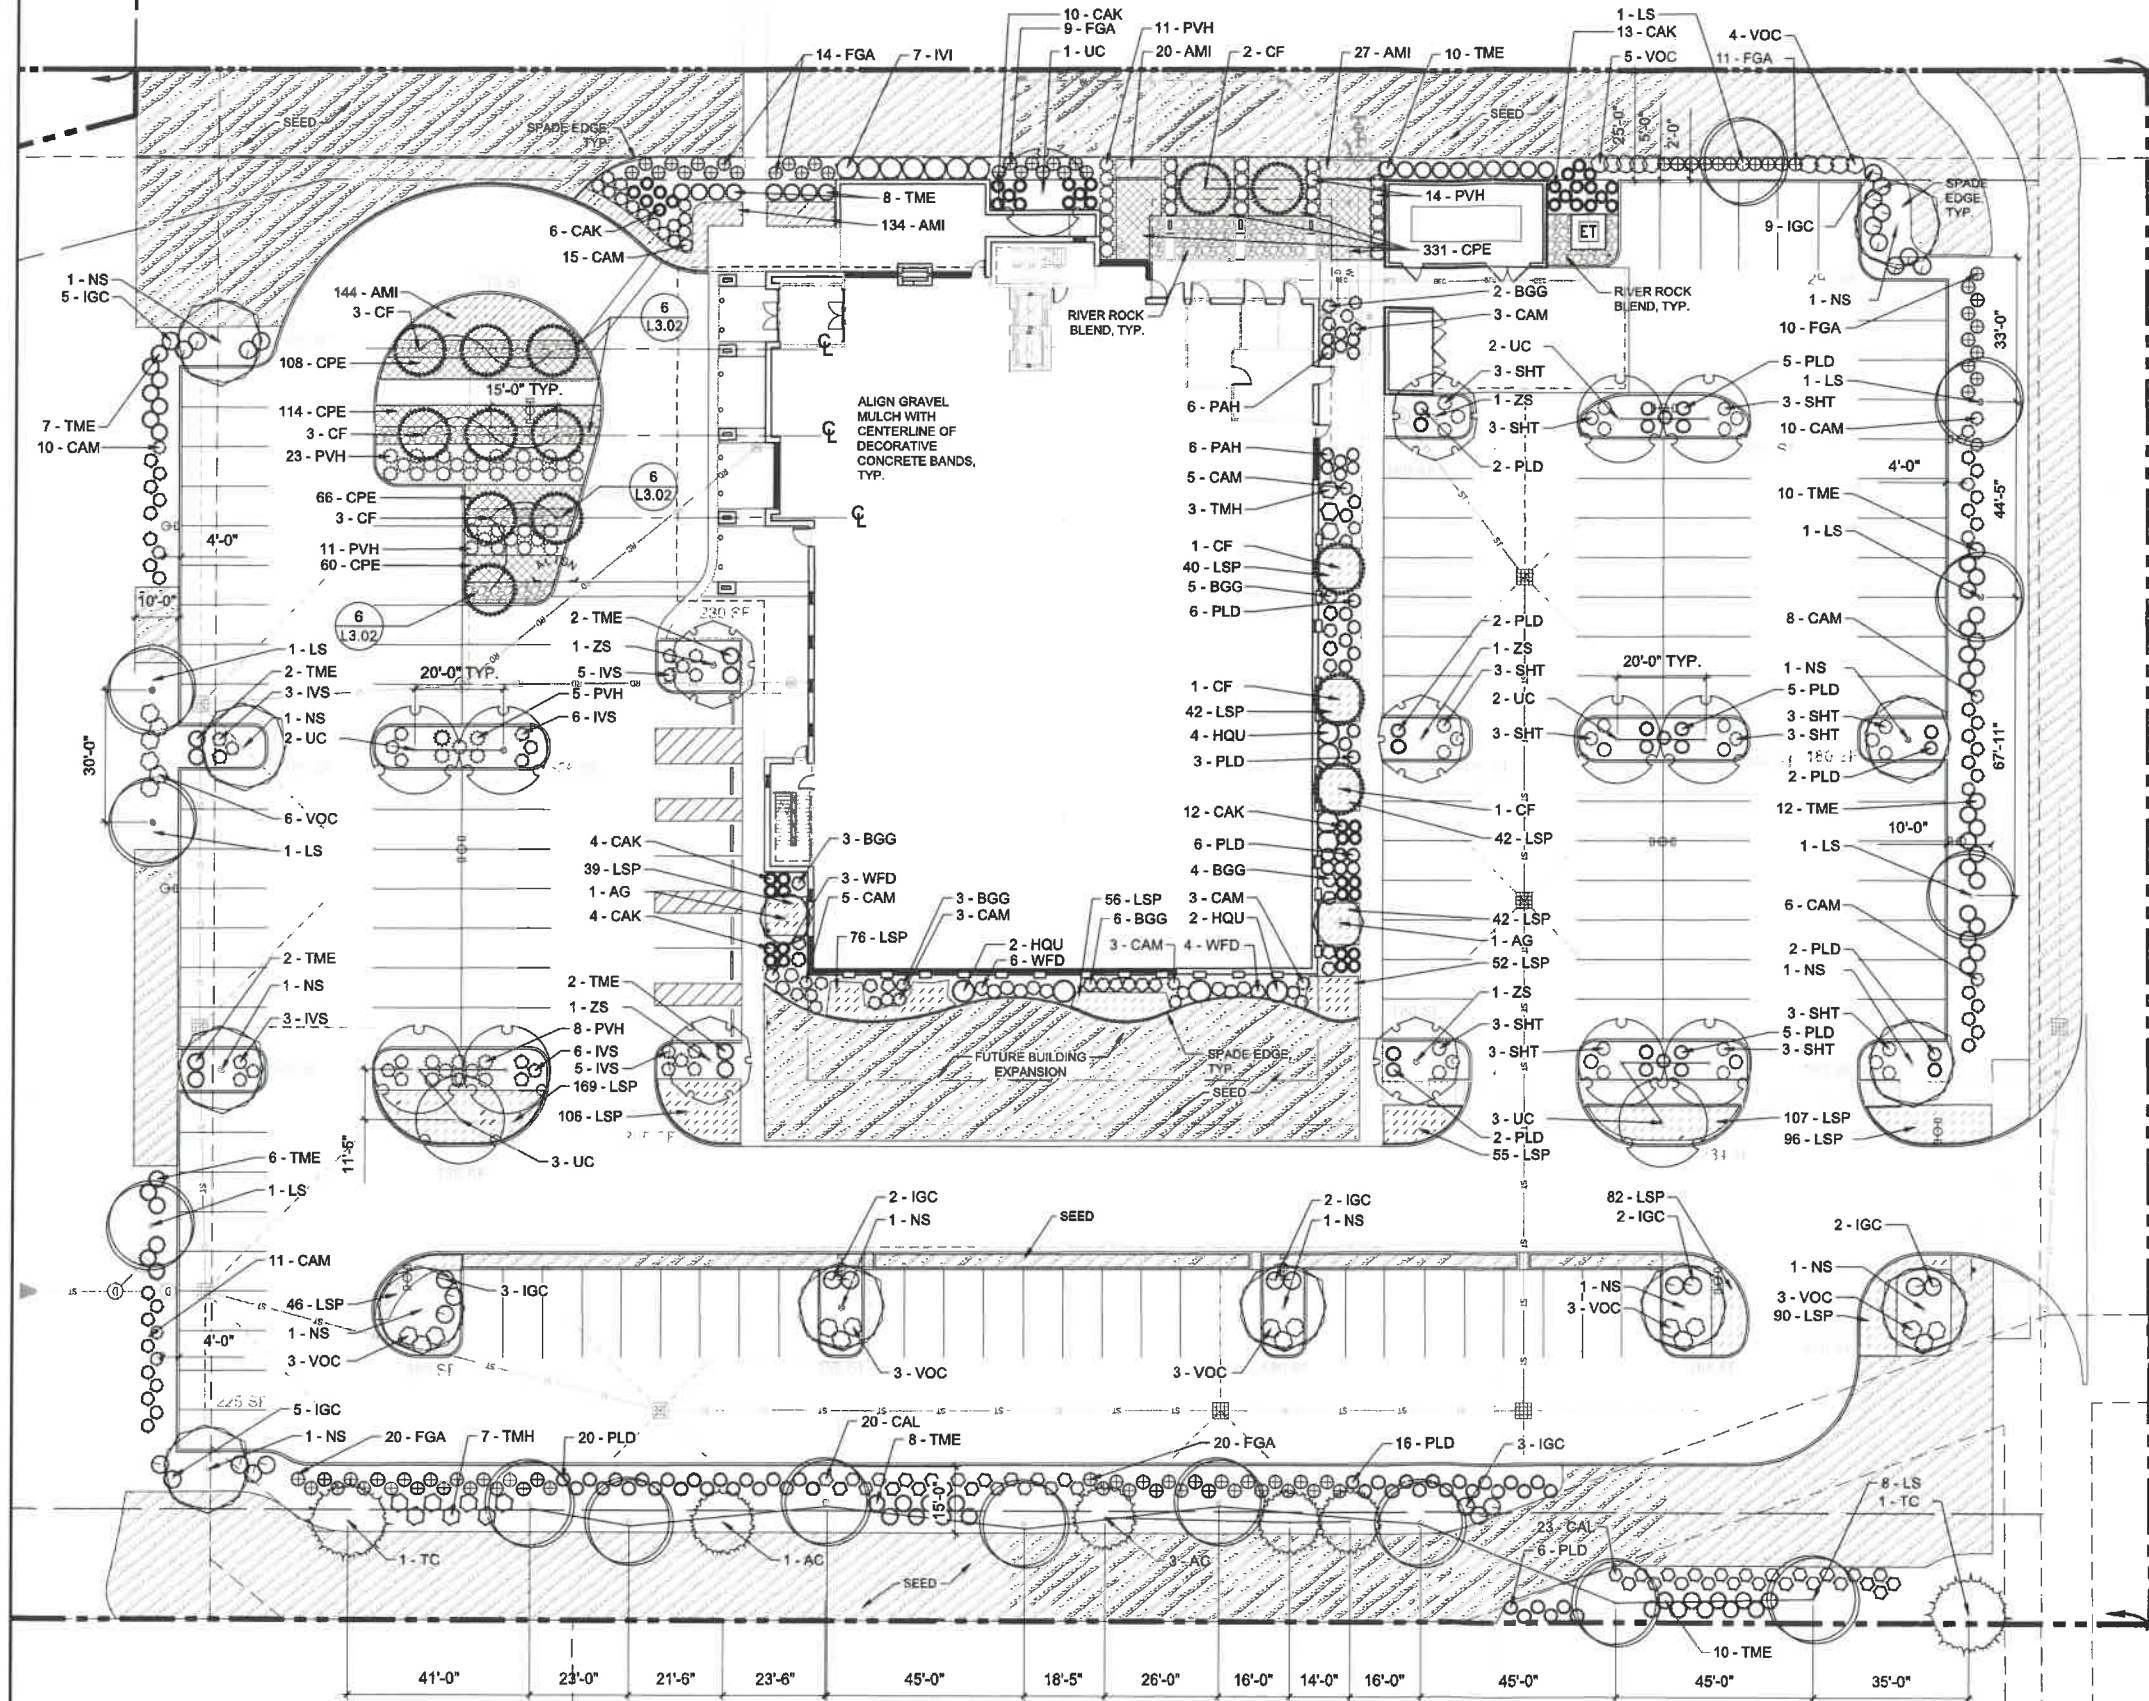 10 - CAK
9 - FGA
1 - UC
11 - PVH
20 - AMI
2 - CF
27 - AMI
10 - TME
1 - LS
13 - CAK
5 - VOC
4 - VOC
11 - FGA
14 - FGA
7 - IVI
SEED
SPADE EDGE,
TYP.
SEED
25'-0"
5'-0"
2'-0"
SPADE
EDGE,
TYP.
8 - TME
134 - AMI
6 - CAK
15 - CAM
14 - PVH
331 - CPE
ET
9 - IGC
1 - NS
5 - IGC
144 - AMI
3 - CF
108 - CPE
6
L3.02
RIVER ROCK
BLEND, TYP.
2 - BGG
3 - CAM
RIVER ROCK
BLEND, TYP.
1 - NS
10 - FGA
33'-0"
2 - UC
3 - SHT
1 - ZS
3 - SHT
2 - PLD
5 - PLD
1 - LS
3 - SHT
10 - CAM
15'-0" TYP.
114 - CPE
3 - CF
23 - PVH
7 - TME
10 - CAM
ALIGN GRAVEL
MULCH WITH
CENTERLINE OF
DECORATIVE
CONCRETE BANDS,
TYP.
6 - PAH
6 - PAH
5 - CAM
3 - TMH
4'-0"
10 - TME
44'-5"
1 - LS
66 - CPE
3 - CF
6
L3.02
11 - PVH
60 - CPE
ALIGN
4'-0"
10'-0"
6
L3.02
1 - CF
40 - LSP
5 - BGG
6 - PLD
230 SF
2 - TME
1 - ZS
5 - IVS
5 - PVH
6 - IVS
20'-0" TYP.
1 - LS
2 - TME
3 - IVS
1 - NS
2 - UC
30'-0"
6 - VOC
1 - LS
2 - PLD
1 - ZS
3 - SHT
2 - UC
3 - SHT
20'-0" TYP.
8 - CAM
1 - NS
5 - PLD
3 - SHT
3 - SHT
2 - PLD
67'-11"
12 - TME
10'-0"
1 - LS
1 - CF
42 - LSP
4 - HQU
3 - PLD
12 - CAK
6 - PLD
4 - BGG
1 - CF
42 - LSP
4 - CAK
39 - LSP
1 - AG
4 - CAK
3 - BGG
3 - WFD
5 - CAM
76 - LSP
3 - BGG
3 - CAM
2 - HQU
6 - WFD
56 - LSP
6 - BGG
3 - CAM
3 - CAM
2 - HQU
4 - WFD
42 - LSP
1 - AG
52 - LSP
6 - CAM
2 - PLD
1 - NS
2 - TME
1 - NS
3 - IVS
2 - TME
1 - ZS
8 - PVH
6 - IVS
5 - IVS
169 - LSP
106 - LSP
3 - UC
11'-5"
FUTURE BUILDING
EXPANSION
SPADE EDGE,
TYP.
SEED
1 - ZS
3 - SHT
3 - SHT
3 - UC
2 - PLD
55 - LSP
3 - SHT
5 - PLD
3 - SHT
107 - LSP
96 - LSP
6 - TME
1 - LS
11 - CAM
4'-0"
46 - LSP
1 - NS
3 - VOC
3 - IGC
2 - IGC
1 - NS
SEED
2 - IGC
1 - NS
82 - LSP
2 - IGC
1 - NS
3 - VOC
2 - IGC
1 - NS
3 - VOC
90 - LSP
3 - VOC
3 - VOC
225 SF
5 - IGC
1 - NS
20 - FGA
7 - TMH
20 - PLD
20 - CAL
8 - TME
20 - FGA
16 - PLD
3 - IGC
15'-0"
8 - LS
1 - TC
23 - CAL
6 - PLD
1 - TC
1 - AC
3 - AC
SEED
10 - TME
41'-0"
23'-0"
21'-6"
23'-6"
45'-0"
18'-5"
26'-0"
16'-0"
14'-0"
16'-0"
45'-0"
45'-0"
35'-0"